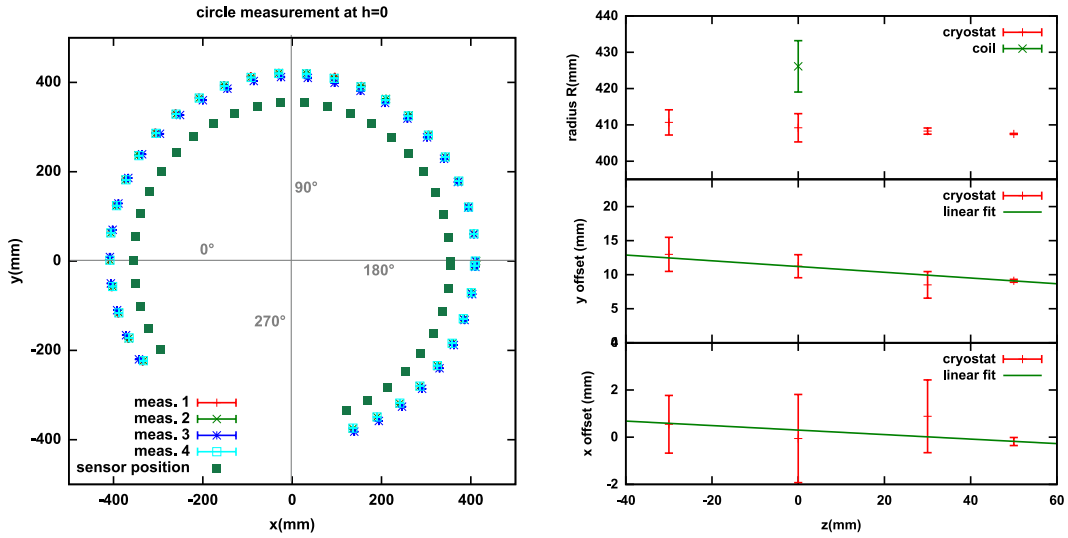 circle measurement at h=0
400
200
0
-200
-400
y(mm)
90°
0°
180°
270°
meas. 1
meas. 2
meas. 3
meas. 4
sensor position
-400 -200 0 200 400
x(mm)
440
430
420
410
400
radius R(mm)
cryostat
coil
20
15
10
5
0
y offset (mm)
cryostat
linear fit
4
2
0
-2
x offset (mm)
cryostat
linear fit
-40 -20 0 20 40 60
z(mm)